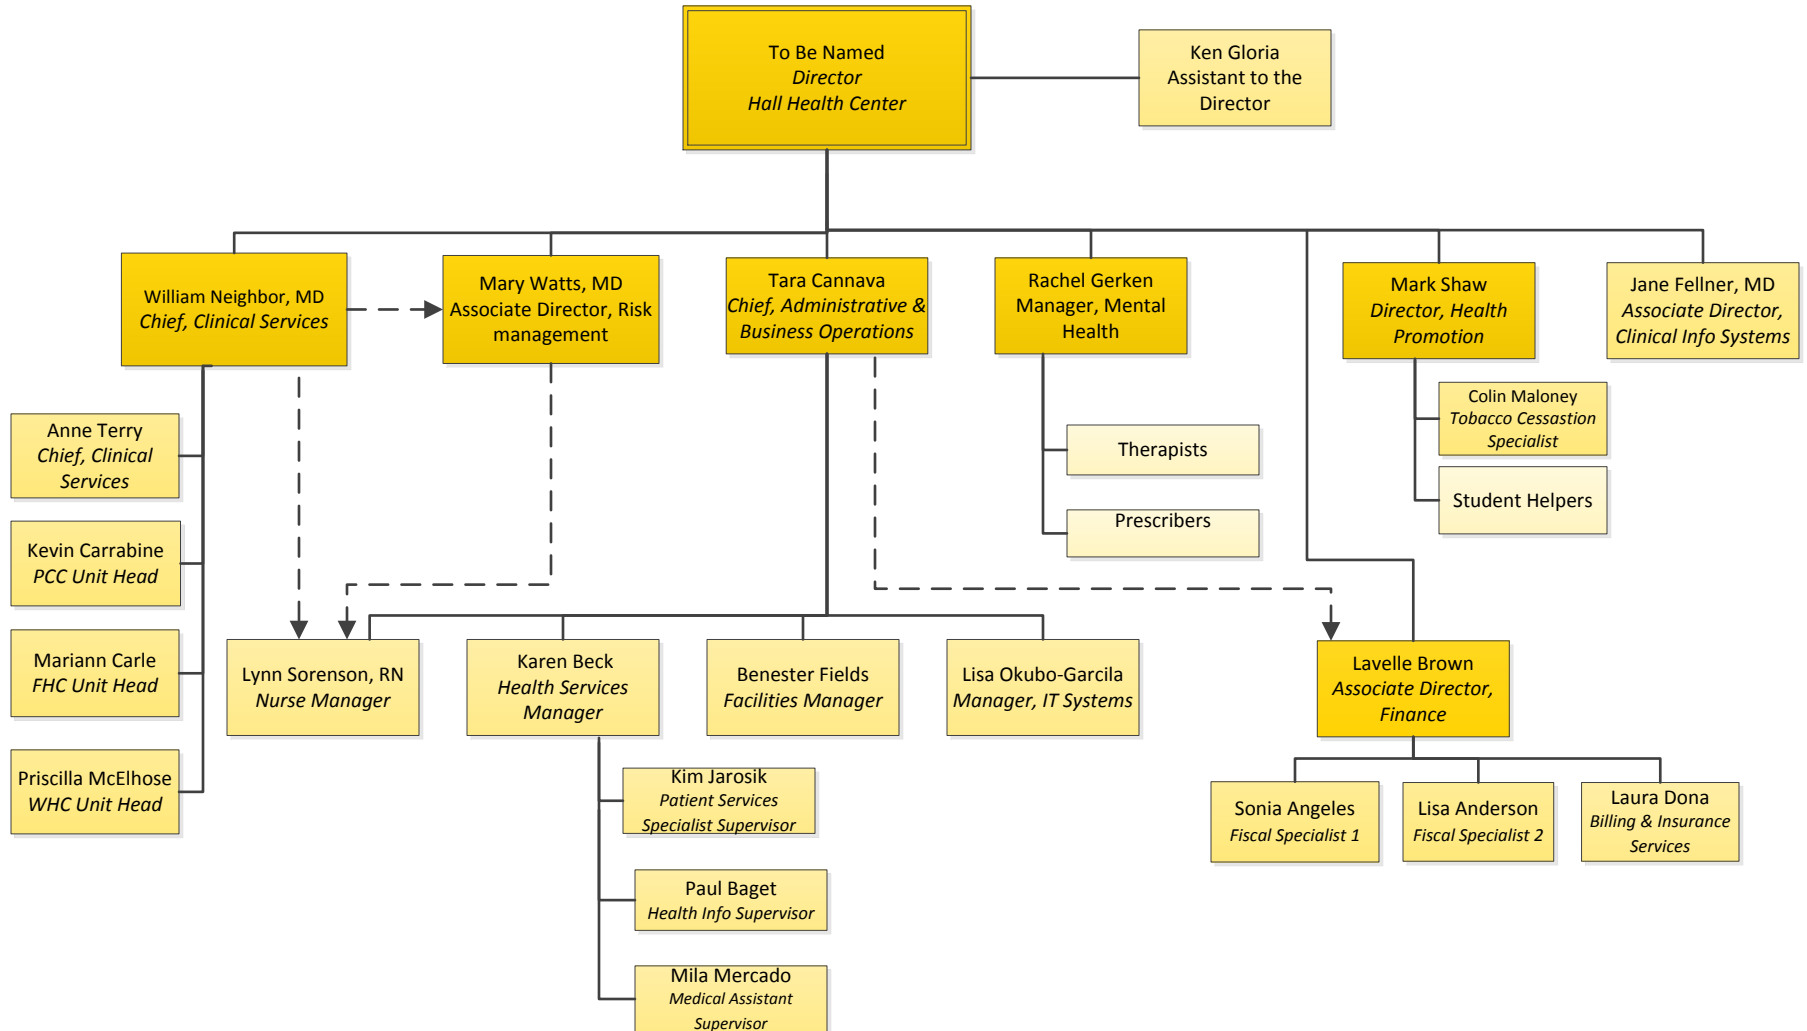 To Be Named
Director
Hall Health Center
Ken Gloria
Assistant to the
Director
William Neighbor, MD
Chief, Clinical Services
Mary Watts, MD
Associate Director, Risk
management
Tara Cannava
Chief, Administrative &
Business Operations
Rachel Gerken
Manager, Mental
Health
Mark Shaw
Director, Health
Promotion
Jane Fellner, MD
Associate Director,
Clinical Info Systems
Anne Terry
Chief, Clinical
Services
Kevin Carrabine
PCC Unit Head
Mariann Carle
FHC Unit Head
Priscilla McElhose
WHC Unit Head
Therapists
Prescribers
Colin Maloney
Tobacco Cessastion
Specialist
Student Helpers
Lynn Sorenson, RN
Nurse Manager
Karen Beck
Health Services
Manager
Benester Fields
Facilities Manager
Lisa Okubo-Garcila
Manager, IT Systems
Lavelle Brown
Associate Director,
Finance
Kim Jarosik
Patient Services
Specialist Supervisor
Paul Baget
Health Info Supervisor
Mila Mercado
Medical Assistant
Supervisor
Sonia Angeles
Fiscal Specialist 1
Lisa Anderson
Fiscal Specialist 2
Laura Dona
Billing & Insurance
Services